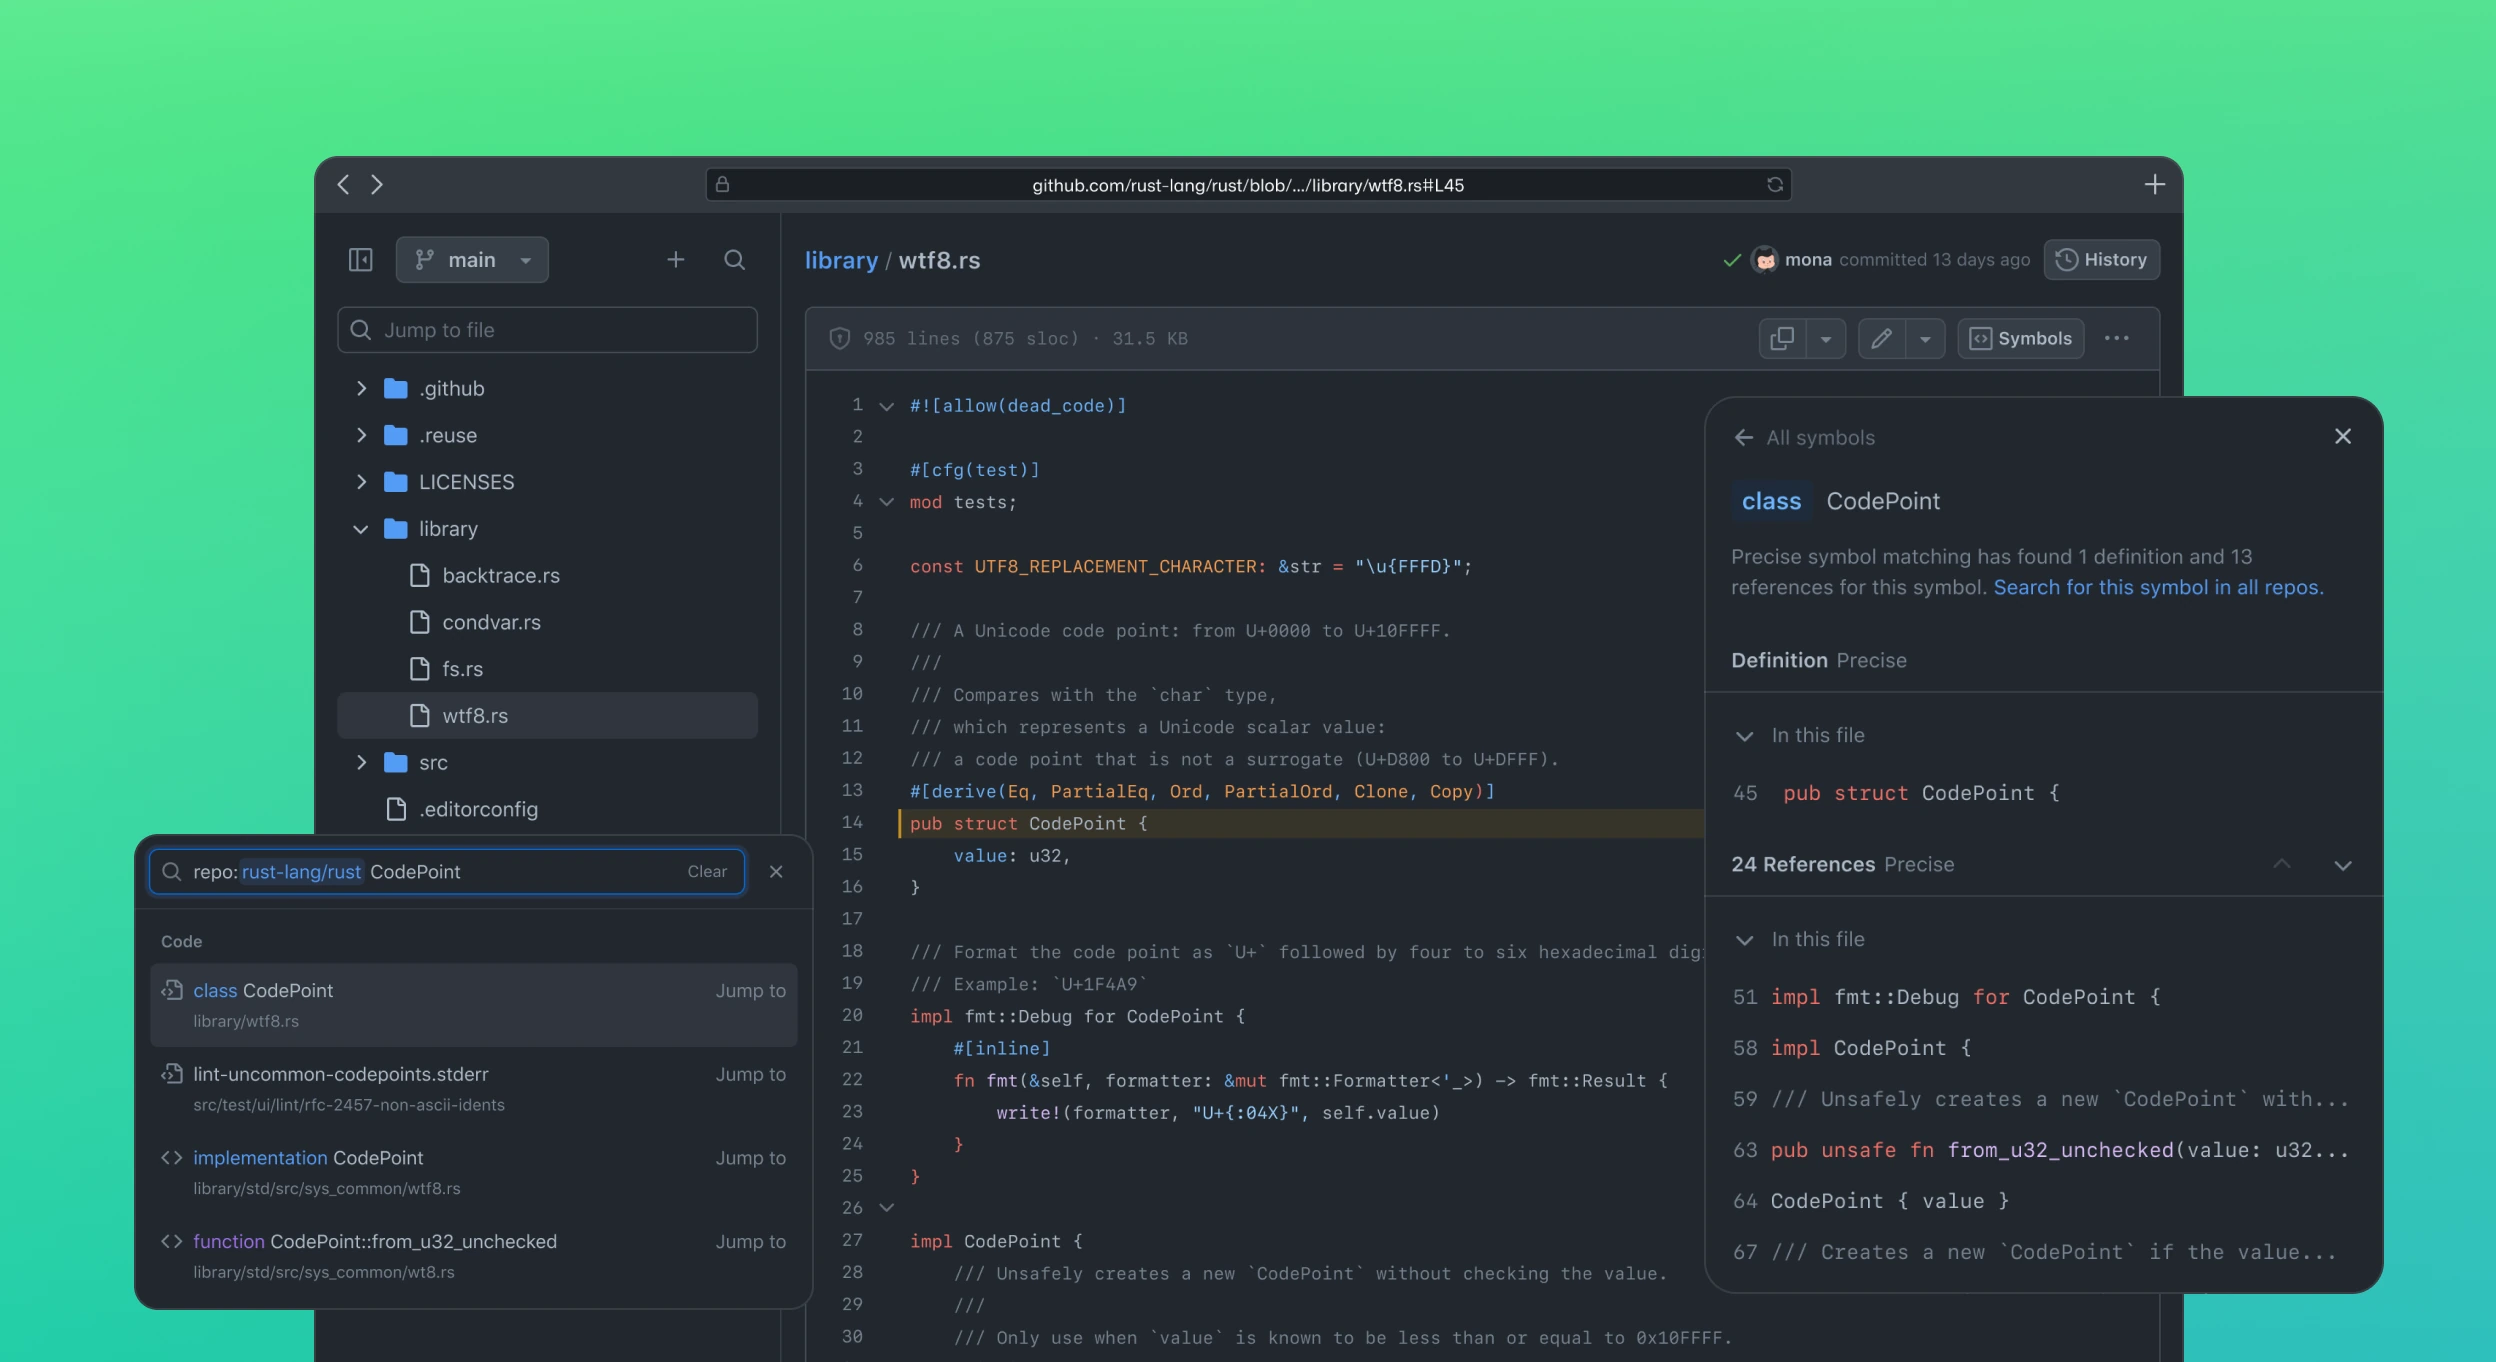 github.com/rust-lang/rust/blob/.../library/wtf8.rs#L45
main
Jump to file
.github
.reuse
LICENSES
library
backtrace.rs
condvar.rs
fs.rs
wtf8.rs
src
.editorconfig
repo:rust-lang/rust CodePoint Clear
Code
class CodePoint Jump to
library/wtf8.rs
lint-uncommon-codepoints.stderr Jump to
src/test/ui/lint/rfc-2457-non-ascii-idents
implementation CodePoint Jump to
library/std/src/sys_common/wtf8.rs
function CodePoint::from_u32_unchecked Jump to
library/std/src/sys_common/wt8.rs
library / wtf8.rs
mona committed 13 days ago History
985 lines (875 sloc) · 31.5 KB
Symbols
1 #![allow(dead_code)]
2
3 #[cfg(test)]
4 mod tests;
5
6 const UTF8_REPLACEMENT_CHARACTER: &str = "\u{FFFD}";
7
8 /// A Unicode code point: from U+0000 to U+10FFFF.
9 ///
10 /// Compares with the `char` type,
11 /// which represents a Unicode scalar value:
12 /// a code point that is not a surrogate (U+D800 to U+DFFF).
13 #[derive(Eq, PartialEq, Ord, PartialOrd, Clone, Copy)]
14 pub struct CodePoint {
15 value: u32,
16 }
17
18 /// Format the code point as `U+` followed by four to six hexadecimal dig
19 /// Example: `U+1F4A9`
20 impl fmt::Debug for CodePoint {
21 #[inline]
22 fn fmt(&self, formatter: &mut fmt::Formatter<'_>) -> fmt::Result {
23 write!(formatter, "U+{:04X}", self.value)
24 }
25 }
26
27 impl CodePoint {
28 /// Unsafely creates a new `CodePoint` without checking the value.
29 ///
30 /// Only use when `value` is known to be less than or equal to 0x10FFFF.
All symbols
class CodePoint
Precise symbol matching has found 1 definition and 13
references for this symbol. Search for this symbol in all repos.
Definition Precise
In this file
45 pub struct CodePoint {
24 References Precise
In this file
51 impl fmt::Debug for CodePoint {
58 impl CodePoint {
59 /// Unsafely creates a new `CodePoint` with...
63 pub unsafe fn from_u32_unchecked(value: u32...
64 CodePoint { value }
67 /// Creates a new `CodePoint` if the value...